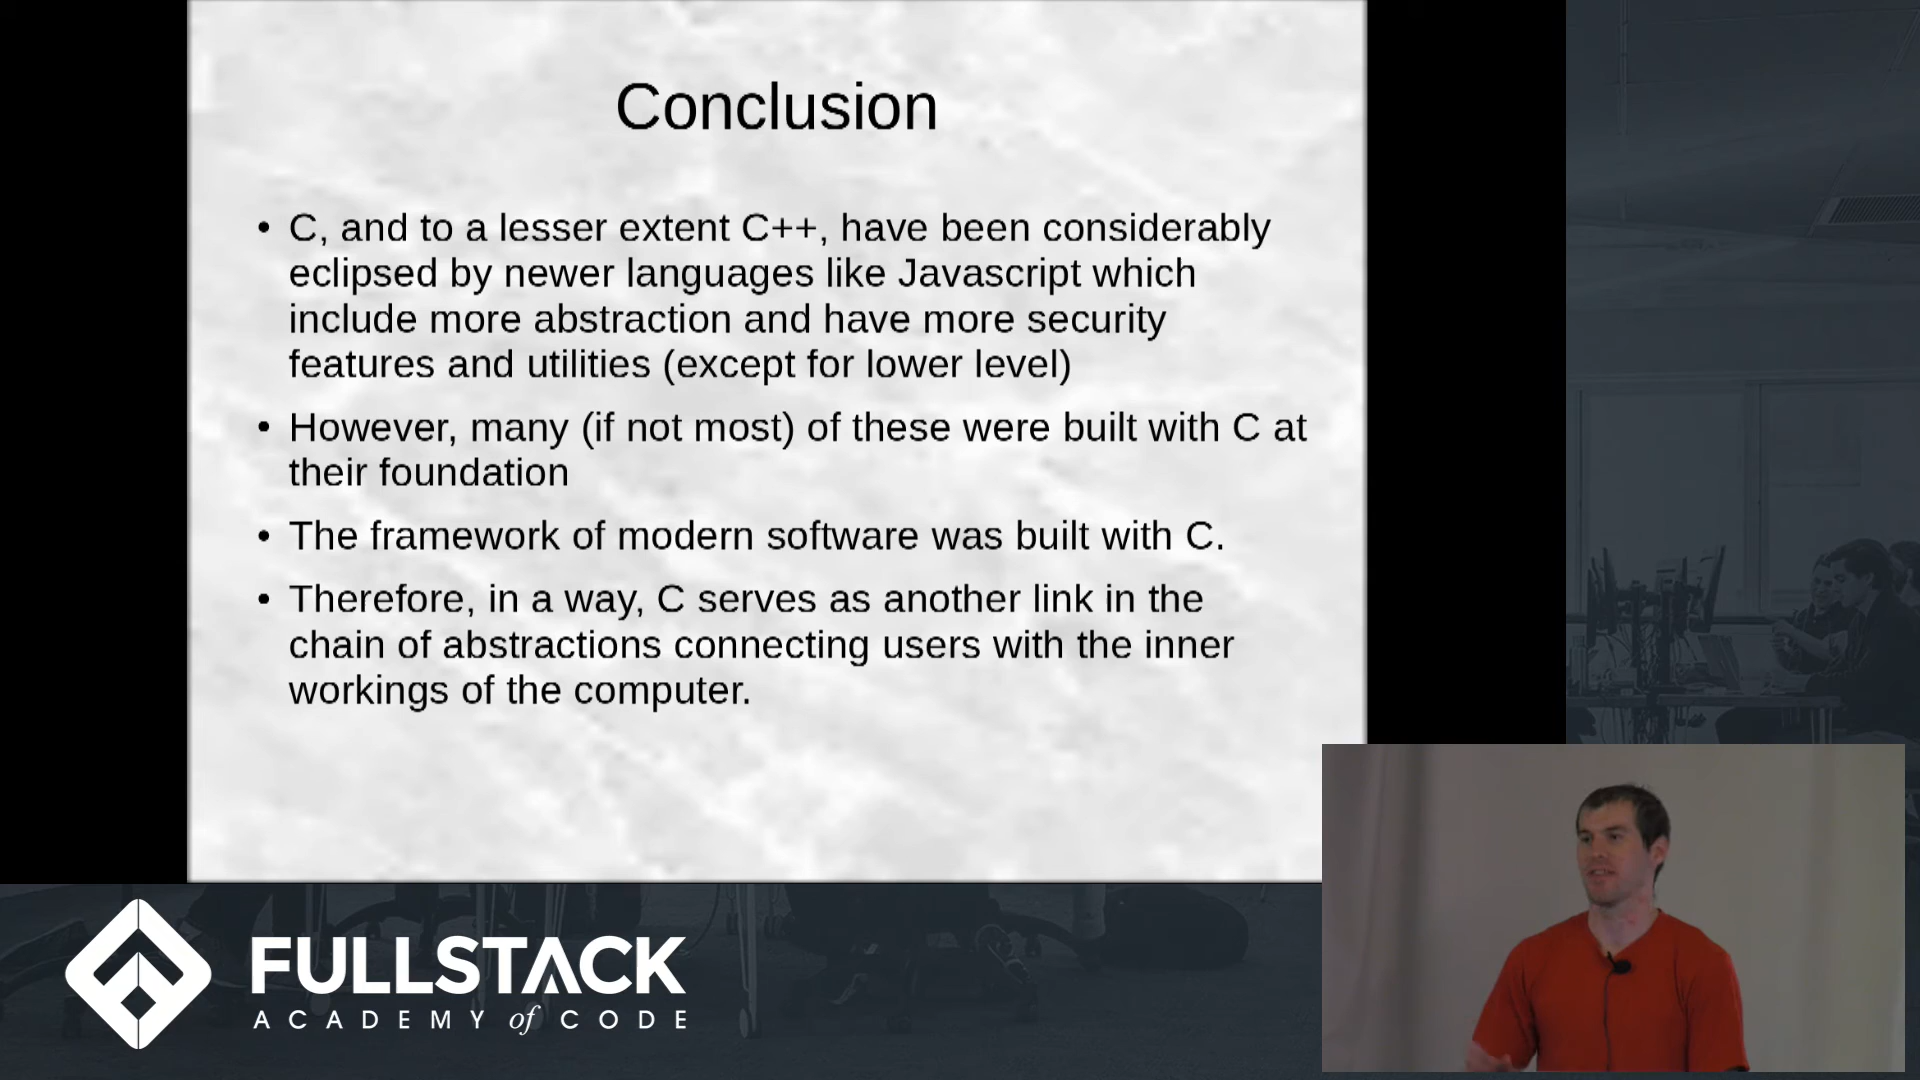 Conclusion
• C, and to a lesser extent C++, have been considerably
eclipsed by newer languages like Javascript which
include more abstraction and have more security
features and utilities (except for lower level)
• However, many (if not most) of these were built with C at
their foundation
• The framework of modern software was built with C.
• Therefore, in a way, C serves as another link in the
chain of abstractions connecting users with the inner
workings of the computer.
FULLSTACK
ACADEMY of CODE